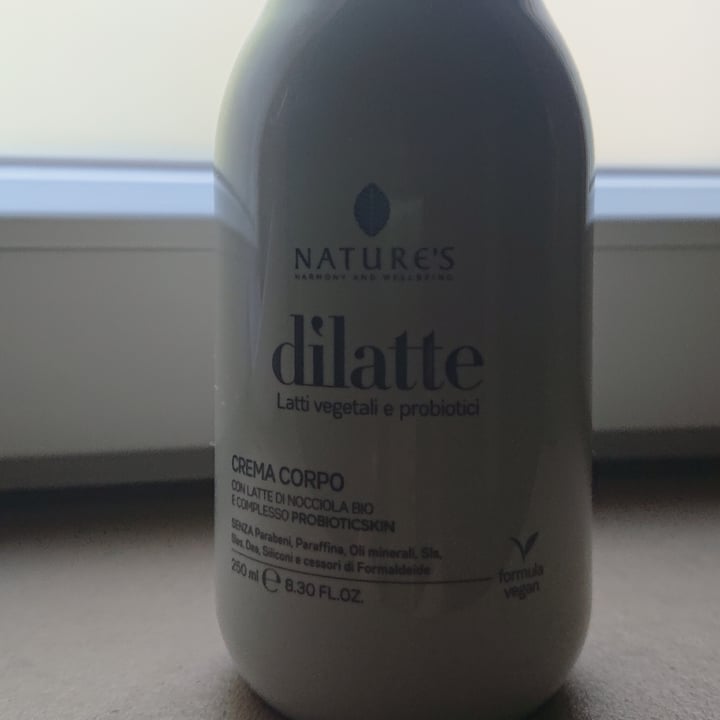 NATURE'S
HARMONY AND WELLBEING
dilatte
Latti vegetali e probiotici
CREMA CORPO
CON LATTE DI NOCCIOLA BIO
E COMPLESSO PROBIOTICSKIN
SENZA Parabeni, Paraffina, Oli minerali, Sls,
Sles, Dea, Siliconi e cessori di Formaldeide
250 ml e 8.30 FL.OZ.
formula
vegan